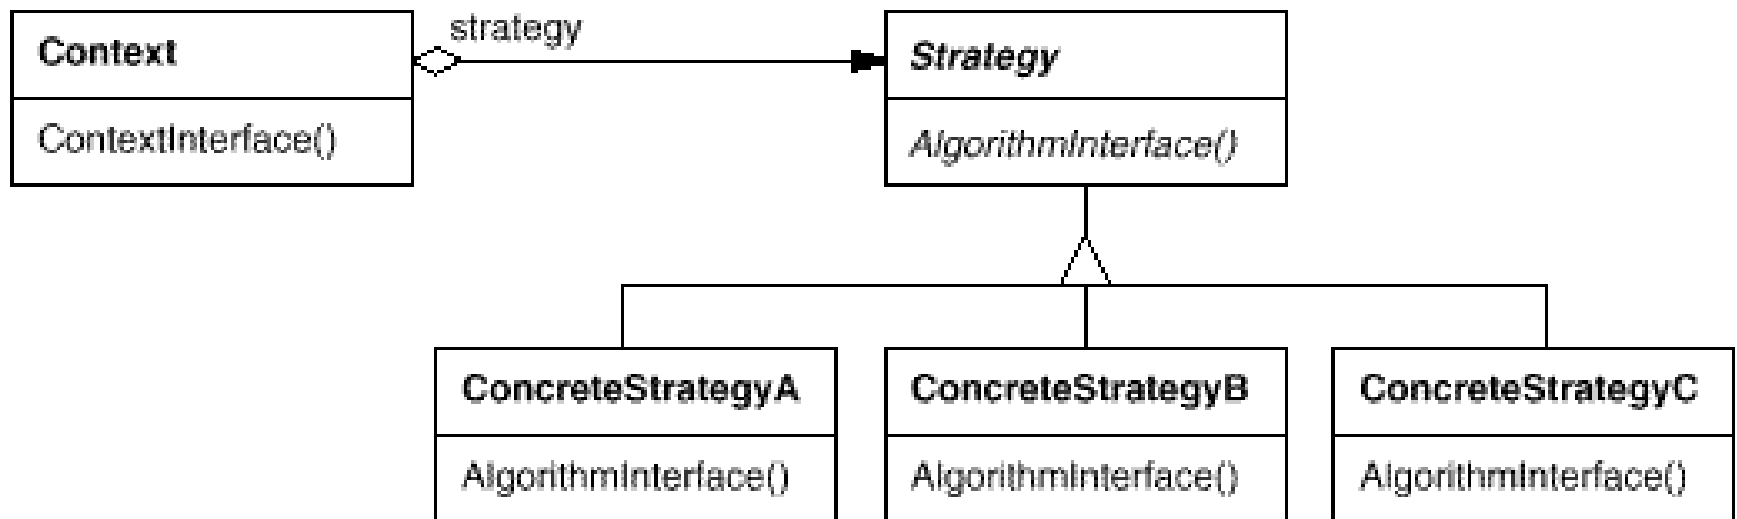 Context
strategy
Strategy
ContextInterface()
AlgorithmInterface()
ConcreteStrategyA
ConcreteStrategyB
ConcreteStrategyC
AlgorithmInterface()
AlgorithmInterface()
AlgorithmInterface()